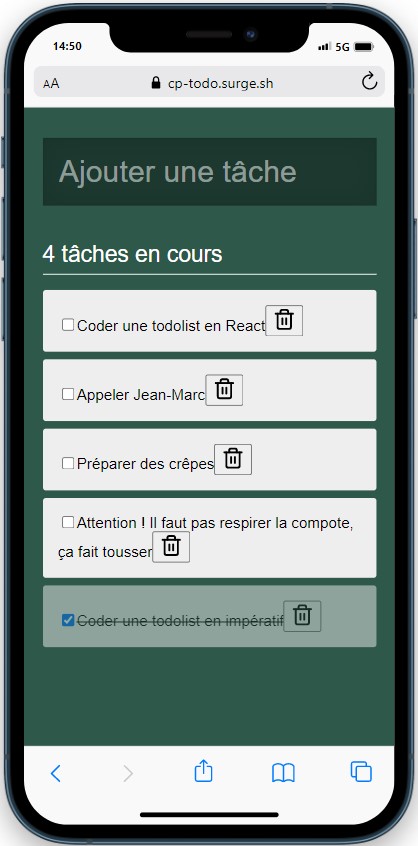 14:50
5G
AA
cp-todo.surge.sh
Ajouter une tâche
4 tâches en cours
Coder une todolist en React
Appeler Jean-Marc
Préparer des crêpes
Attention ! Il faut pas respirer la compote,
ça fait tousser
Coder une todolist en impératif